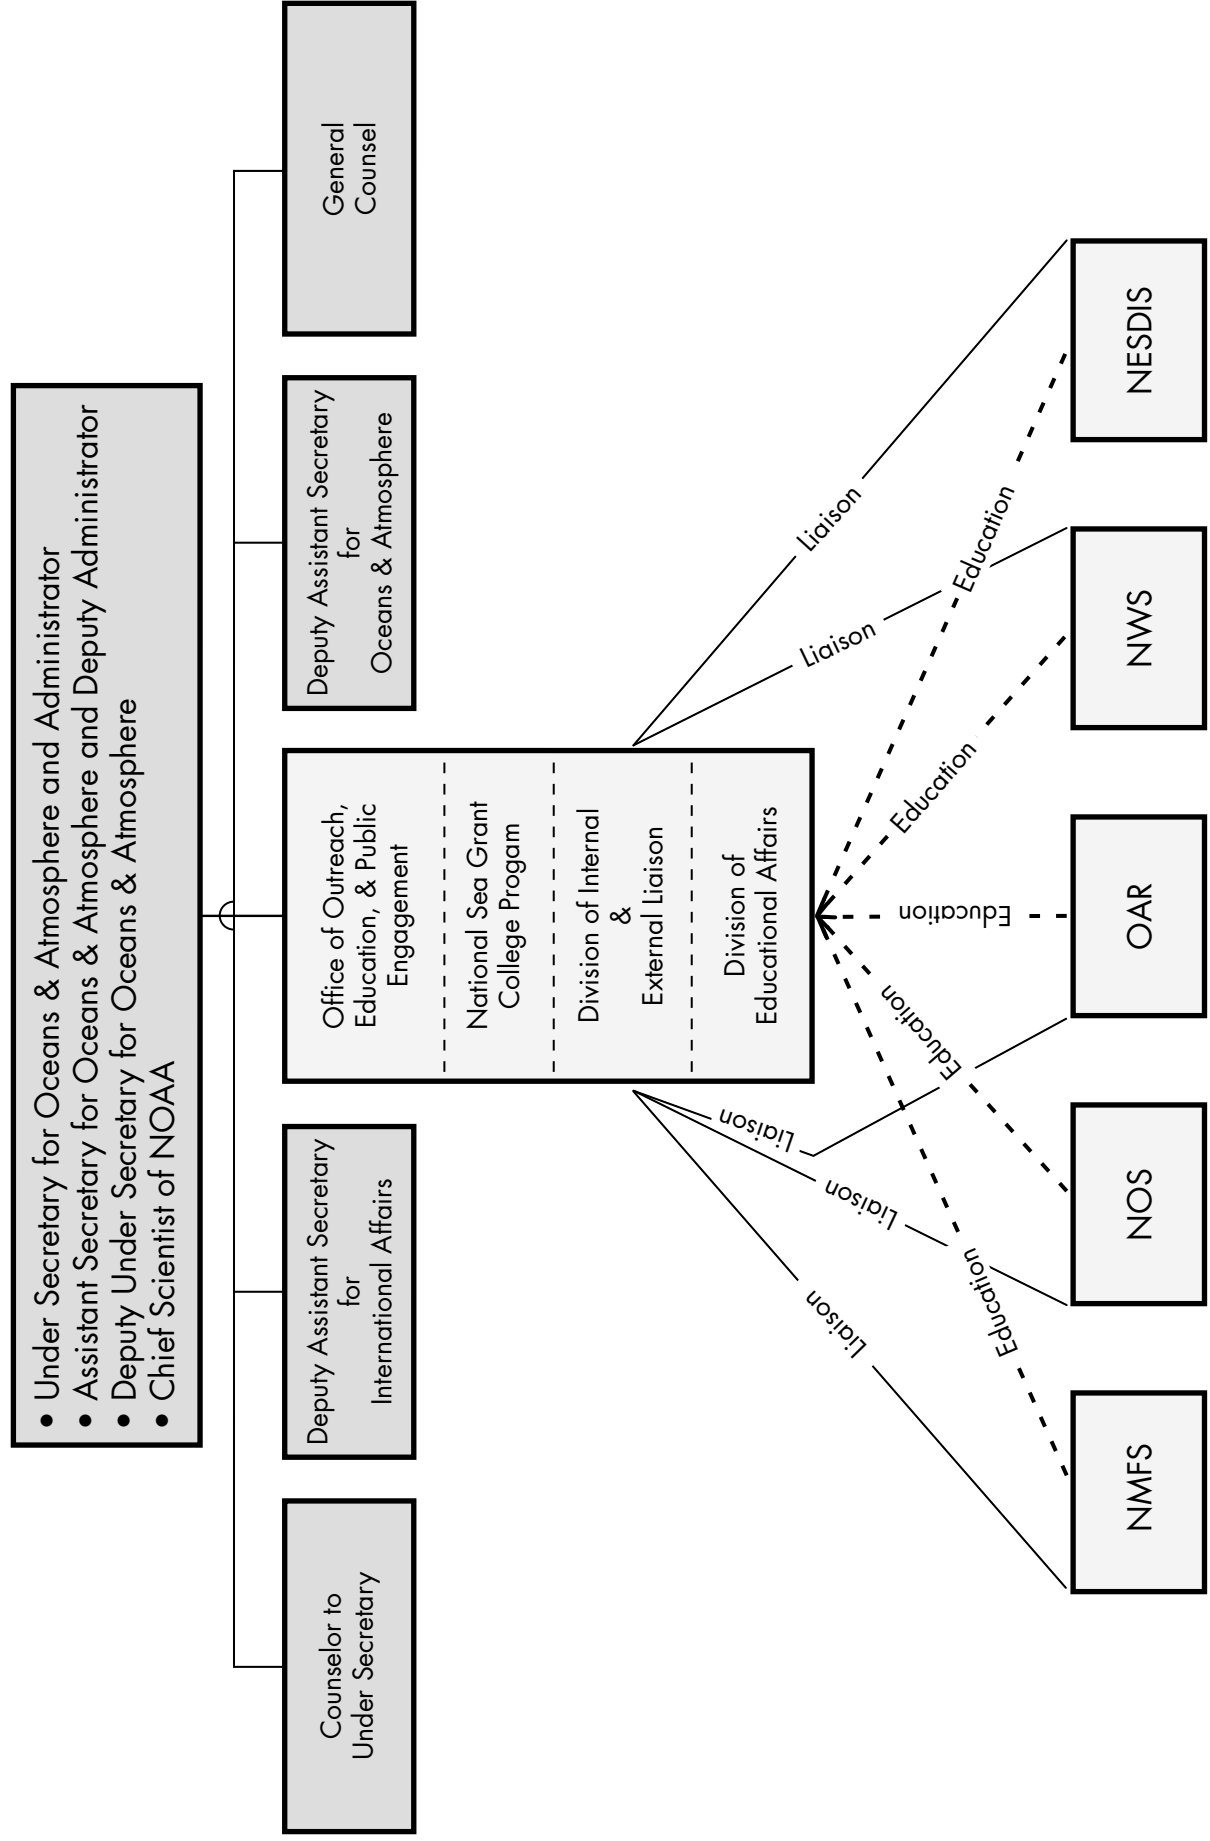 • Under Secretary for Oceans & Atmosphere and Administrator
• Assistant Secretary for Oceans & Atmosphere and Deputy Administrator
• Deputy Under Secretary for Oceans & Atmosphere
• Chief Scientist of NOAA
Counselor to
Under Secretary
Deputy Assistant Secretary
for
International Affairs
Office of Outreach,
Education, & Public
Engagement
National Sea Grant
College Progam
Division of Internal
&
External Liaison
Division of
Educational Affairs
Deputy Assistant Secretary
for
Oceans & Atmosphere
General
Counsel
Liaison
Liaison
Liaison
Liaison
Liaison
Education
Education
Education
Education
Education
NMFS
NOS
OAR
NWS
NESDIS